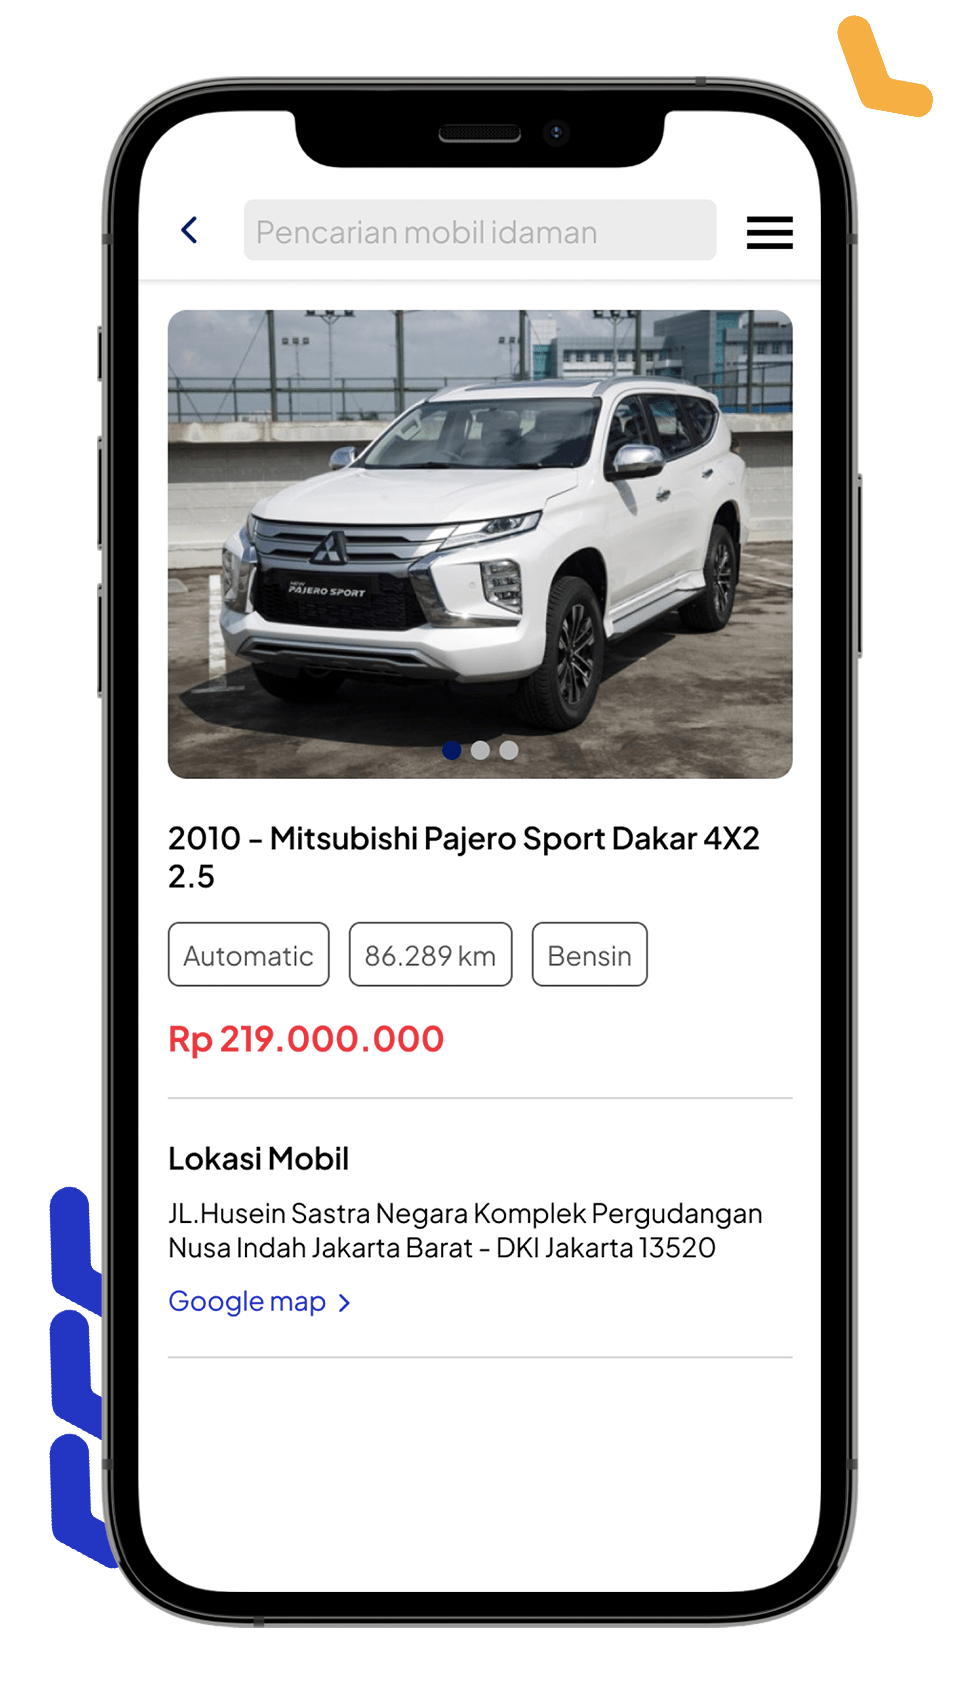 Pencarian mobil idaman
NEW
PAJERO SPORT
2010 - Mitsubishi Pajero Sport Dakar 4X2
2.5
Automatic
86.289 km
Bensin
Rp 219.000.000
Lokasi Mobil
JL.Husein Sastra Negara Komplek Pergudangan
Nusa Indah Jakarta Barat - DKI Jakarta 13520
Google map >